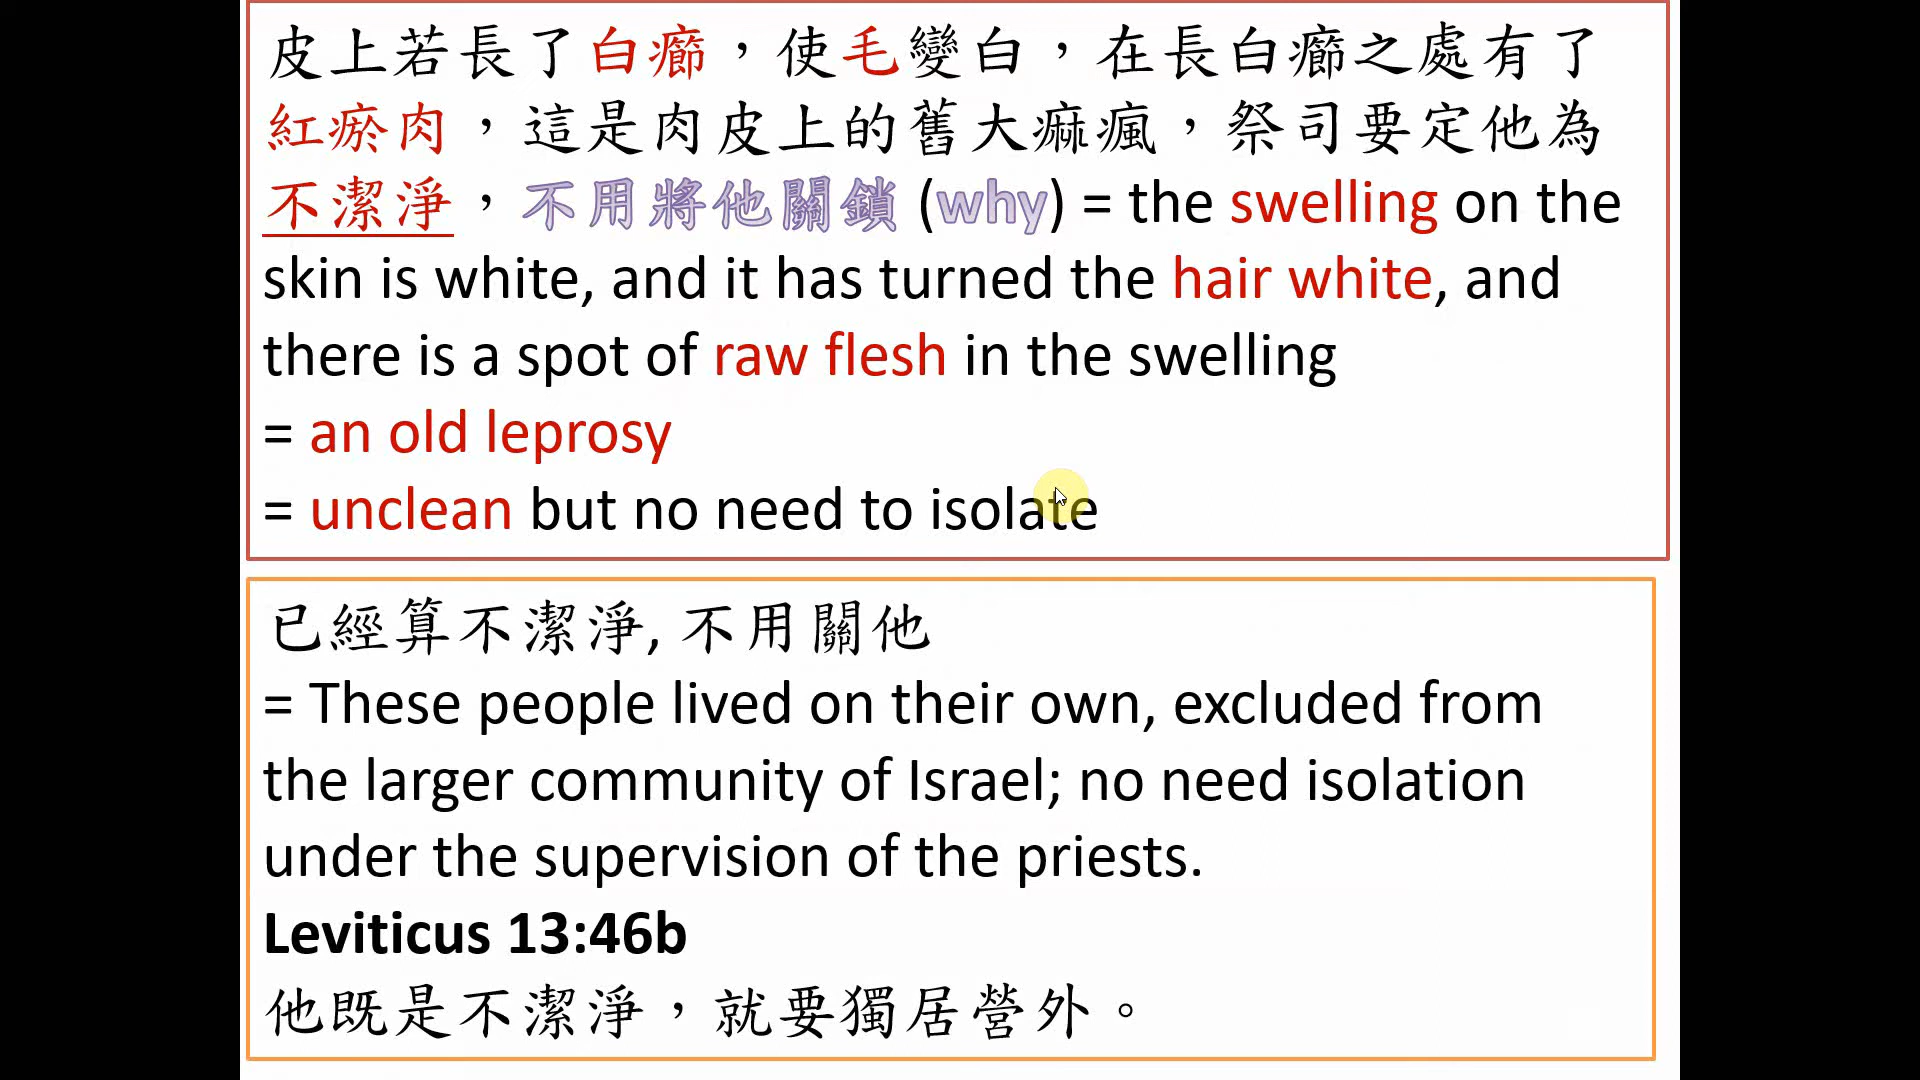 皮上若長了白癤，使毛變白，在長白癤之處有了
紅瘀肉，這是肉皮上的舊大痲瘋，祭司要定他為
不潔淨，不用將他關鎖 (why) = the swelling on the
skin is white, and it has turned the hair white, and
there is a spot of raw flesh in the swelling
= an old leprosy
= unclean but no need to isolate
已經算不潔淨, 不用關他
= These people lived on their own, excluded from
the larger community of Israel; no need isolation
under the supervision of the priests.
Leviticus 13:46b
他既是不潔淨，就要獨居營外。